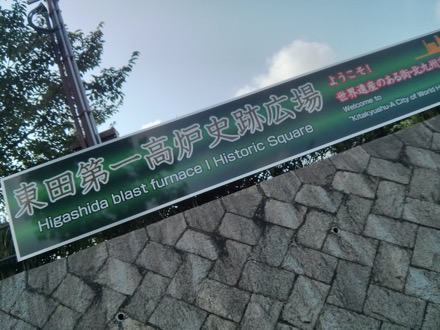 東田第一高炉史跡広場
Higashida blast furnace I Historic Square
ようこそ!
世界遺産のある街・北九州
Welcome to
"Kitakyushu-A City of World